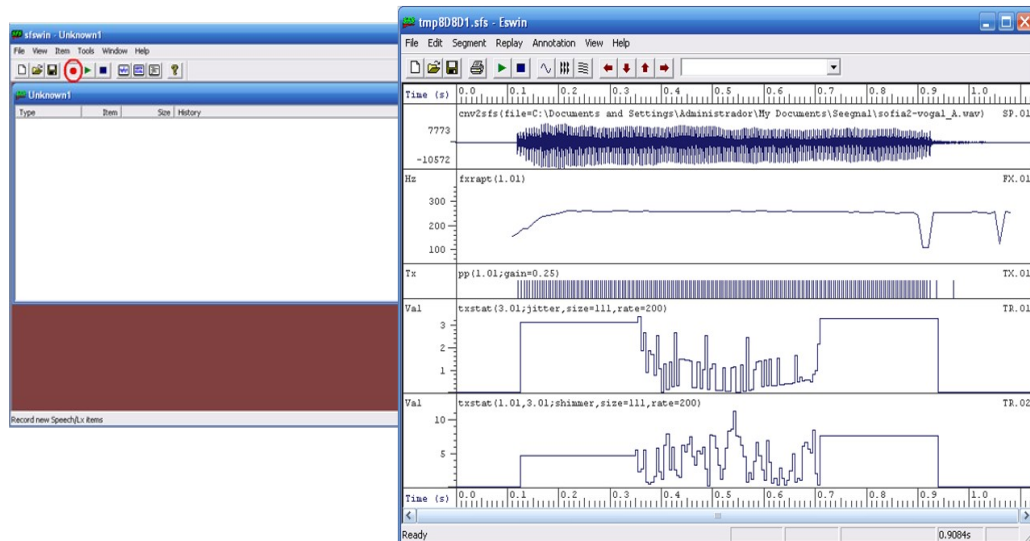 sfswin - Unknown1
File View Item Tools Window Help
Unknown1
Type Item Size History
Record new Speech/Lx items
tmp8D8D1.sfs - Eswin
File Edit Segment Replay Annotation View Help
Time (s) 0.0 0.1 0.2 0.3 0.4 0.5 0.6 0.7 0.8 0.9 1.0
cnv2sfs(file=C:\Documents and Settings\Administrador\My Documents\Seegnal\sofia2-vogal_A.wav) SP.01
7773
-10572
Hz fxrapt(1.01) FX.01
300
200
100
Tx pp(1.01;gain=0.25) TX.01
Val txstat(3.01;jitter,size=111,rate=200) TR.01
3
2
1
Val txstat(1.01,3.01;shimmer,size=111,rate=200) TR.02
10
5
Time (s) 0.0 0.1 0.2 0.3 0.4 0.5 0.6 0.7 0.8 0.9 1.0
Ready 0.9084s